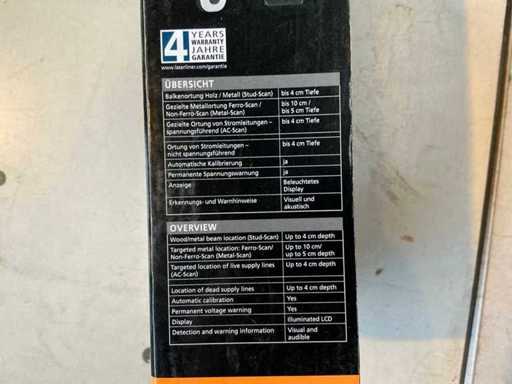 4 YEARS
WARRANTY
JAHRE
GARANTIE
www.laserliner.com/garantie
ÜBERSICHT
Balkenortung Holz / Metall (Stud-Scan) bis 4 cm Tiefe
Gezielte Metallortung Ferro-Scan / bis 10 cm /
Non-Ferro-Scan (Metal-Scan) bis 5 cm Tiefe
Gezielte Ortung von Stromleitungen – bis 4 cm Tiefe
spannungsführend (AC-Scan)
Ortung von Stromleitungen – bis 4 cm Tiefe
nicht spannungsführend
Automatische Kalibrierung ja
Permanente Spannungswarnung ja
Anzeige Beleuchtetes
Display
Erkennungs- und Warnhinweise Visuell und
akustisch
OVERVIEW
Wood/metal beam location (Stud-Scan) Up to 4 cm depth
Targeted metal location: Ferro-Scan/ Up to 10 cm/
Non-Ferro-Scan (Metal-Scan) up to 5 cm depth
Targeted location of live supply lines Up to 4 cm depth
(AC-Scan)
Location of dead supply lines Up to 4 cm depth
Automatic calibration Yes
Permanent voltage warning Yes
Display Illuminated LCD
Detection and warning information Visual and
audible